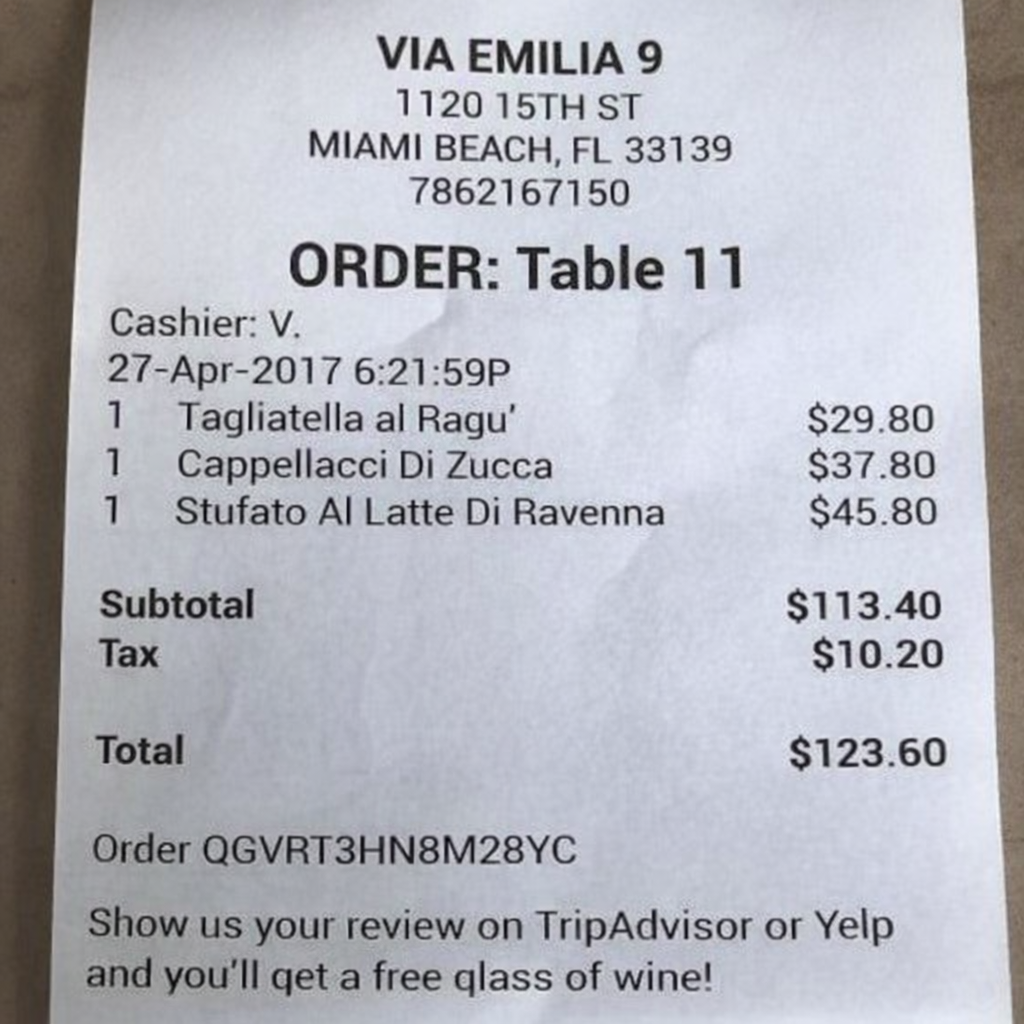 VIA EMILIA 9
1120 15TH ST
MIAMI BEACH, FL 33139
7862167150
ORDER: Table 11
Cashier: V.
27-Apr-2017 6:21:59P
1 Tagliatella al Ragu' $29.80
1 Cappellacci Di Zucca $37.80
1 Stufato Al Latte Di Ravenna $45.80
Subtotal $113.40
Tax $10.20
Total $123.60
Order QGVRT3HN8M28YC
Show us your review on TripAdvisor or Yelp
and you'll get a free glass of wine!